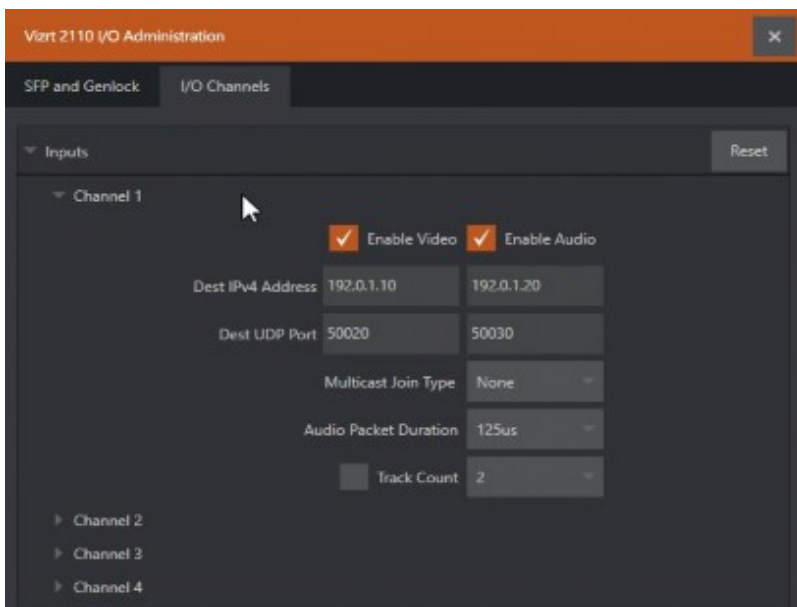 Vizrt 2110 I/O Administration
SFP and Genlock I/O Channels
Inputs Reset
Channel 1
Enable Video Enable Audio
Dest IPv4 Address 192.0.1.10 192.0.1.20
Dest UDP Port 50020 50030
Multicast Join Type None
Audio Packet Duration 125us
Track Count 2
Channel 2
Channel 3
Channel 4